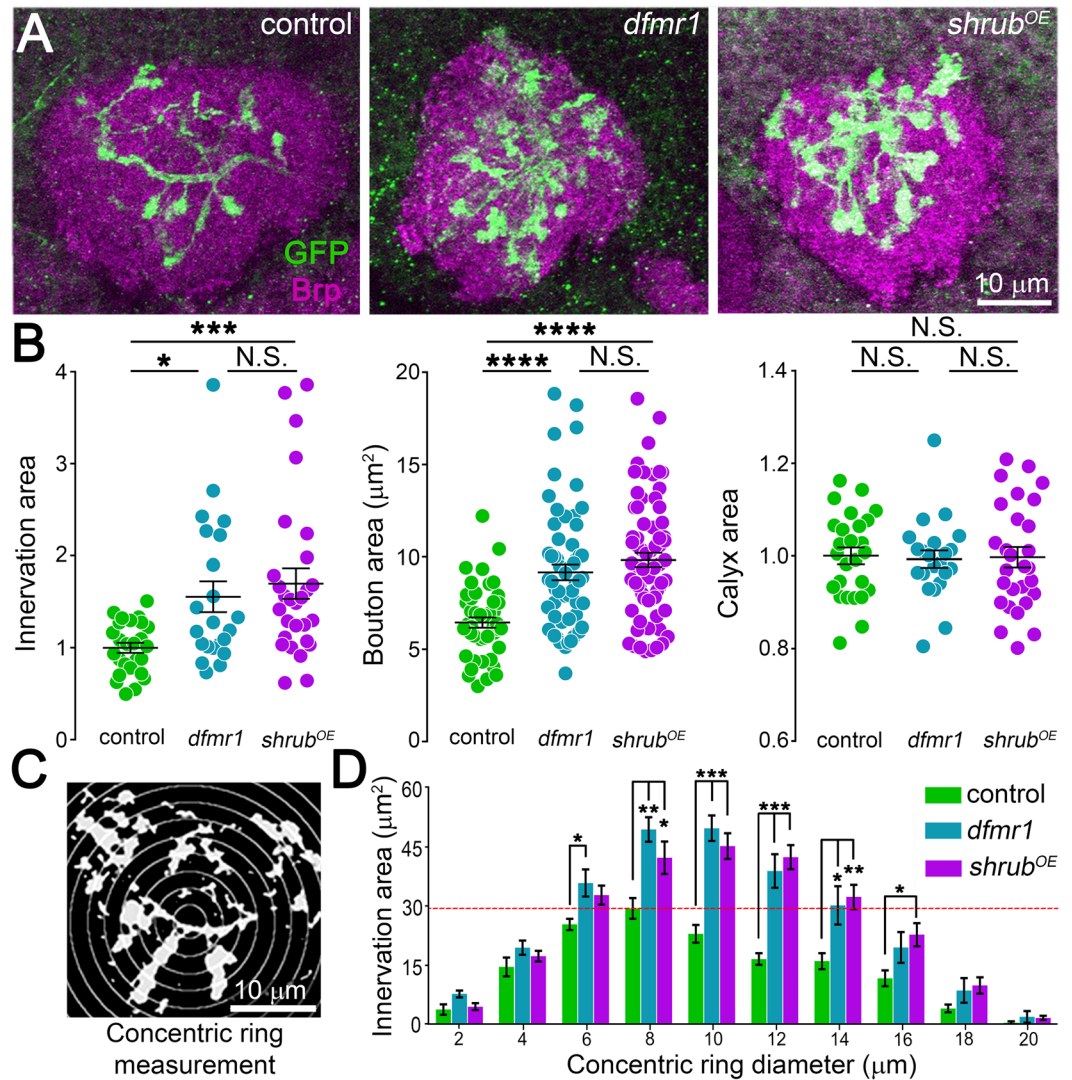 A
control
dfmr1
shrubOE
GFP
Brp
10 μm
B
***
*
N.S.
Innervation area
4
3
2
1
0
control
dfmr1
shrubOE
****
****
N.S.
Bouton area (μm2)
20
15
10
5
0
control
dfmr1
shrubOE
N.S.
N.S.
N.S.
Calyx area
1.4
1.2
1.0
0.8
0.6
control
dfmr1
shrubOE
C
10 μm
Concentric ring
measurement
D
Innervation area (μm2)
60
45
30
15
0
*
**
*
***
***
*
**
*
control
dfmr1
shrubOE
2 4 6 8 10 12 14 16 18 20
Concentric ring diameter (μm)